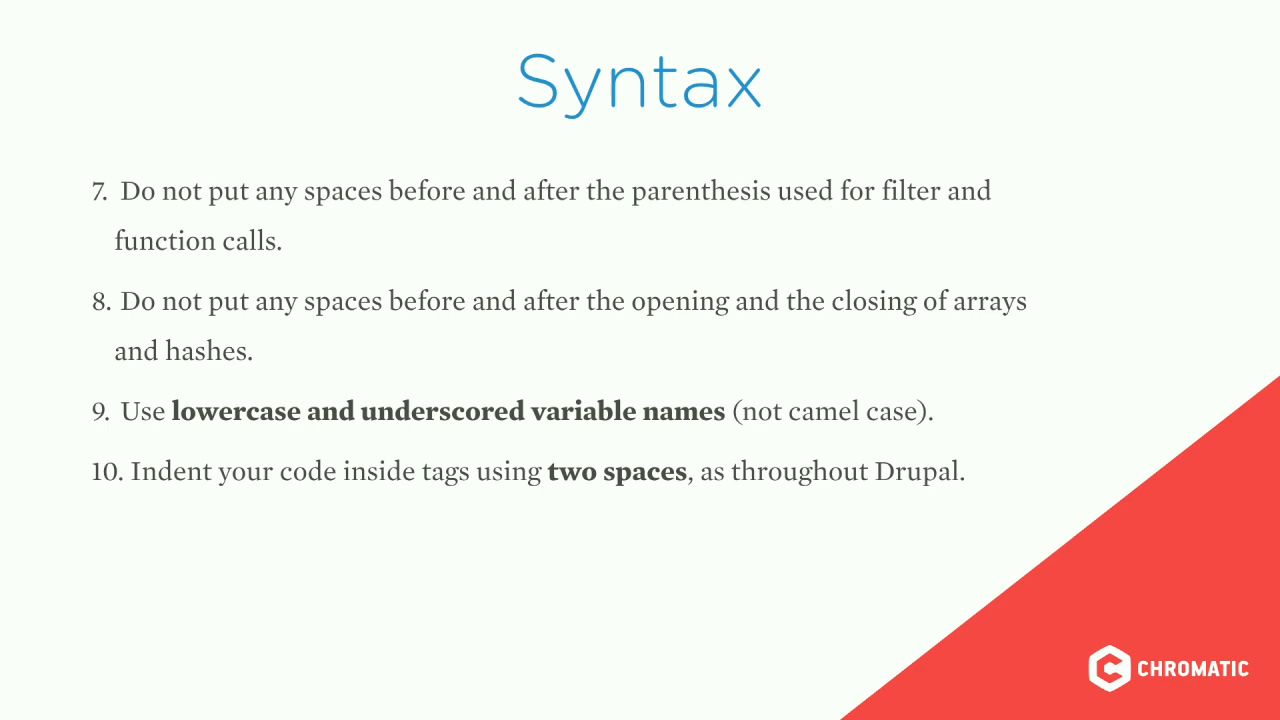 Syntax
7. Do not put any spaces before and after the parenthesis used for filter and
function calls.
8. Do not put any spaces before and after the opening and the closing of arrays
and hashes.
9. Use lowercase and underscored variable names (not camel case).
10. Indent your code inside tags using two spaces, as throughout Drupal.
CHROMATIC